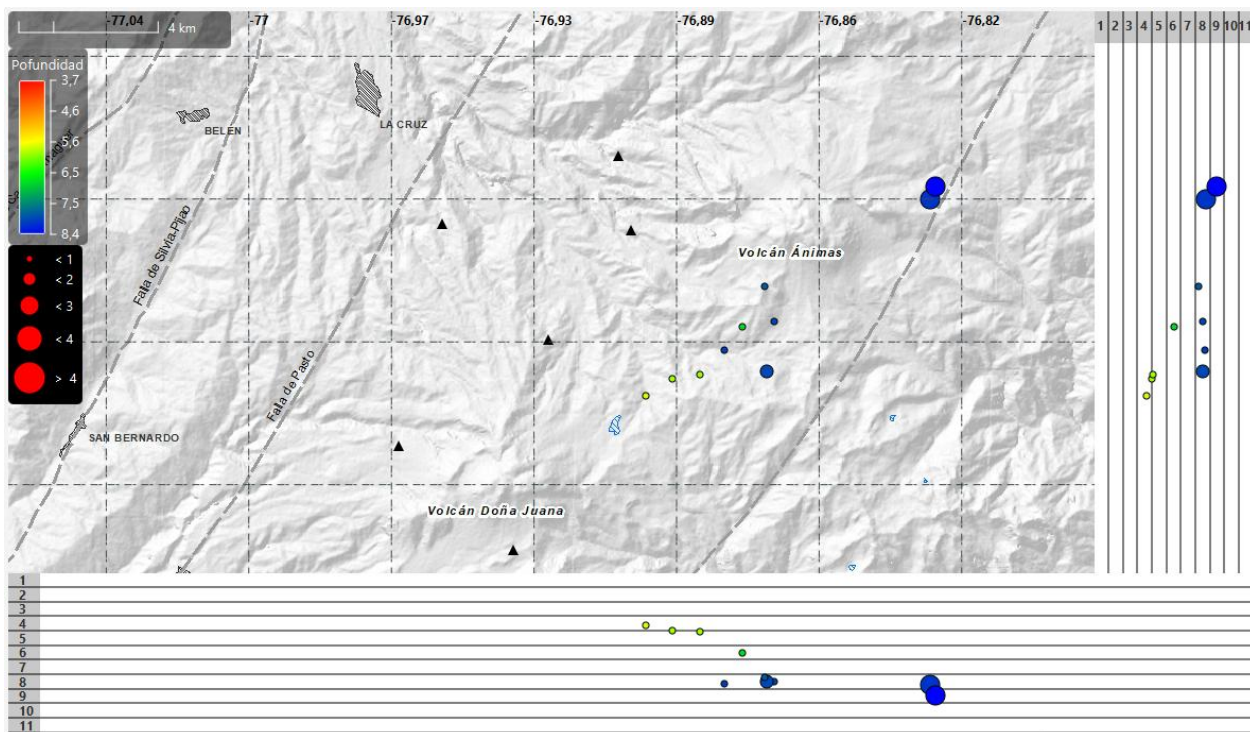 -77,04
-77
-76,97
-76,93
-76,89
-76,86
-76,82
4 km
Pofundidad
3,7
4,6
5,6
6,5
7,5
8,4
< 1
< 2
< 3
< 4
> 4
BELEN
LA CRUZ
SAN BERNARDO
Falla de Silvia-Pijao
Falla de Pasto
Volcán Ánimas
Volcán Doña Juana
1 2 3 4 5 6 7 8 9 10 11
1
2
3
4
5
6
7
8
9
10
11